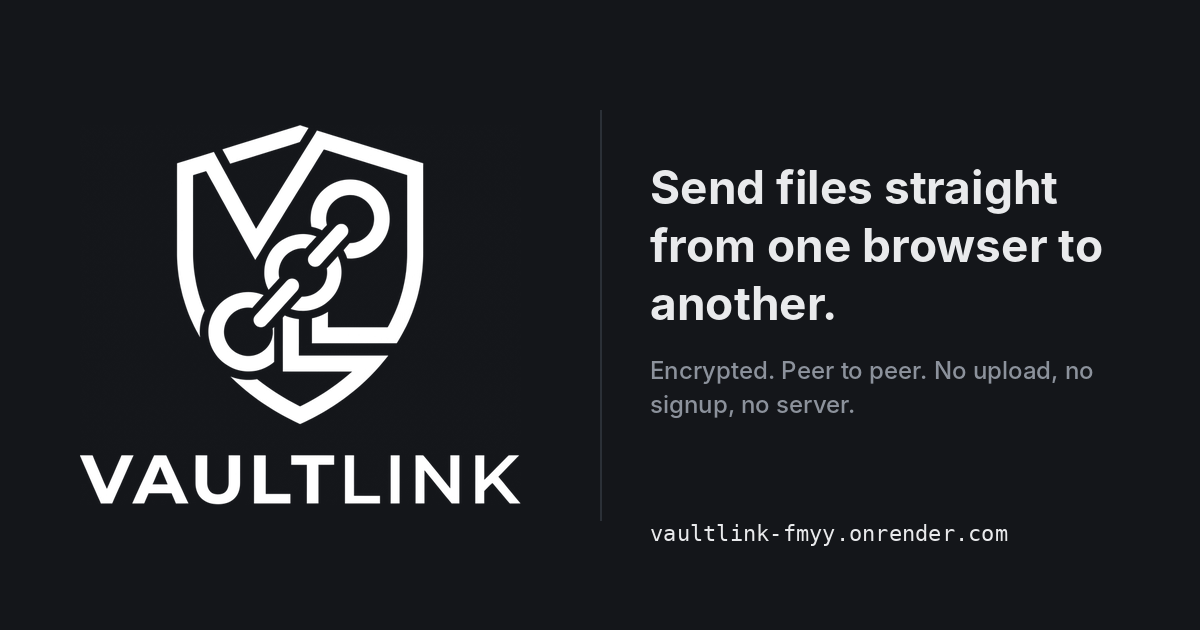 VAULTLINK
Send files straight
from one browser to
another.
Encrypted. Peer to peer. No upload, no
signup, no server.
vaultlink-fmyy.onrender.com